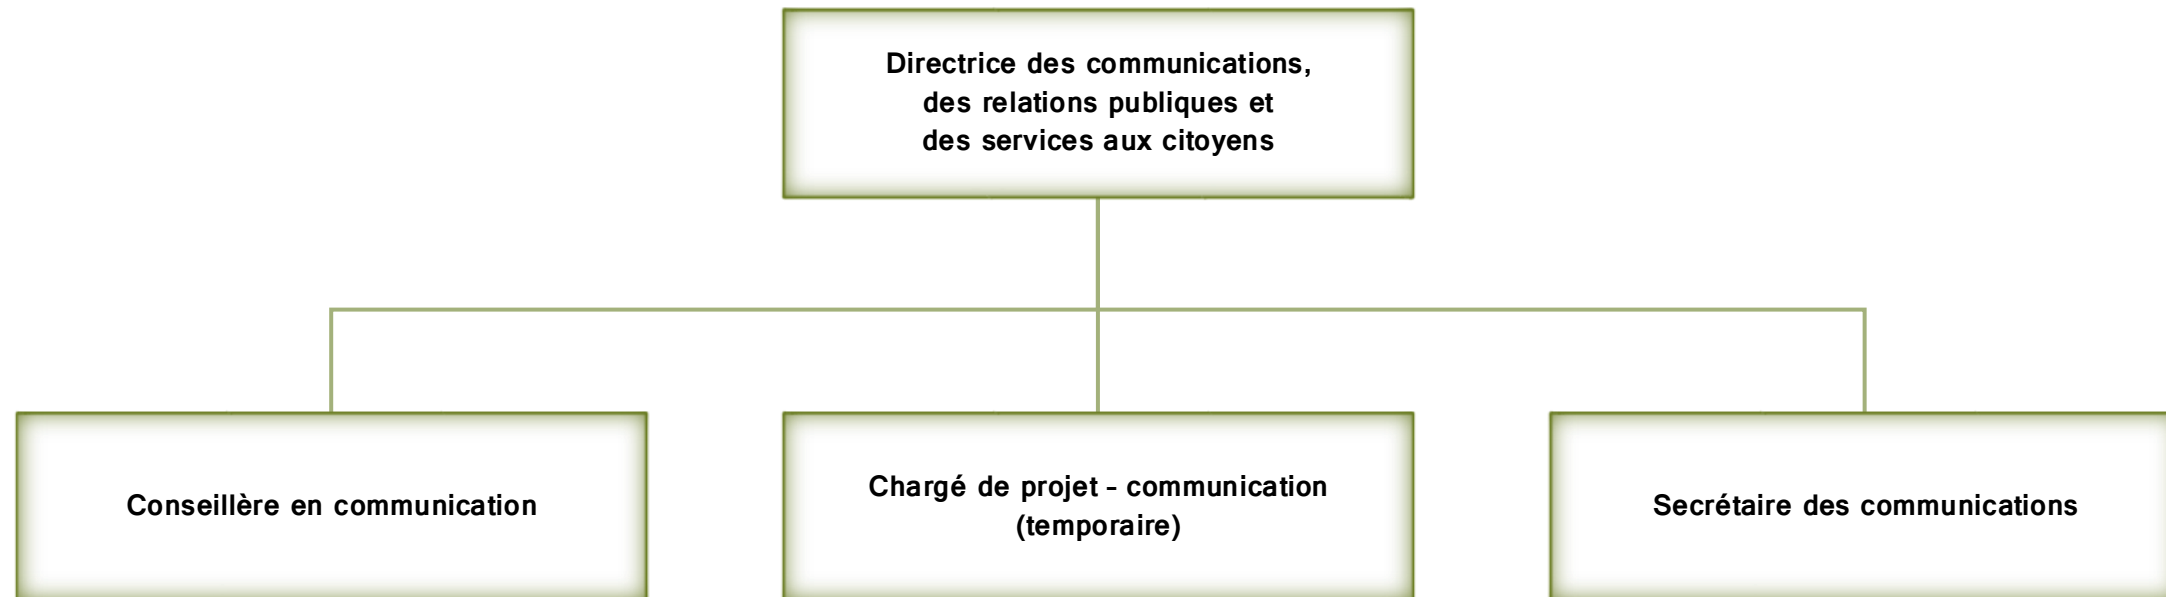 Directrice des communications,
des relations publiques et
des services aux citoyens
Conseillère en communication
Chargé de projet - communication
(temporaire)
Secrétaire des communications